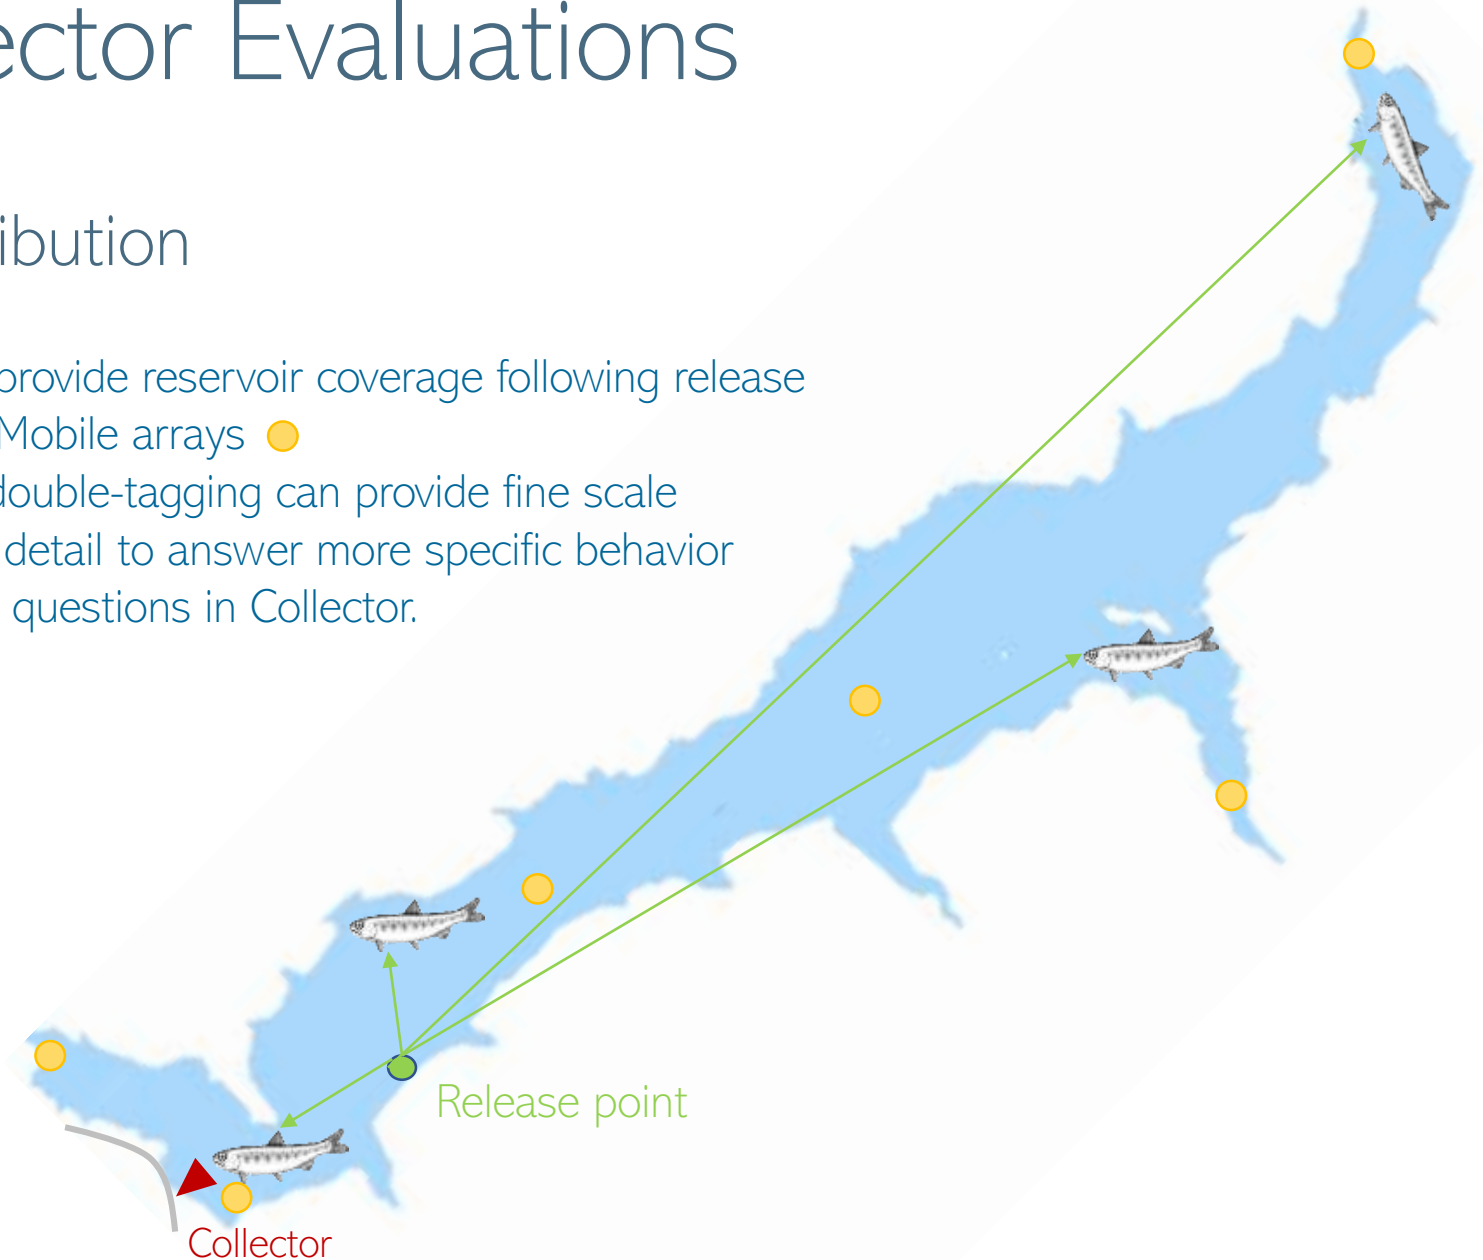 ector Evaluations
ibution
provide reservoir coverage following release
Mobile arrays
double-tagging can provide fine scale
detail to answer more specific behavior
questions in Collector.
Release point
Collector